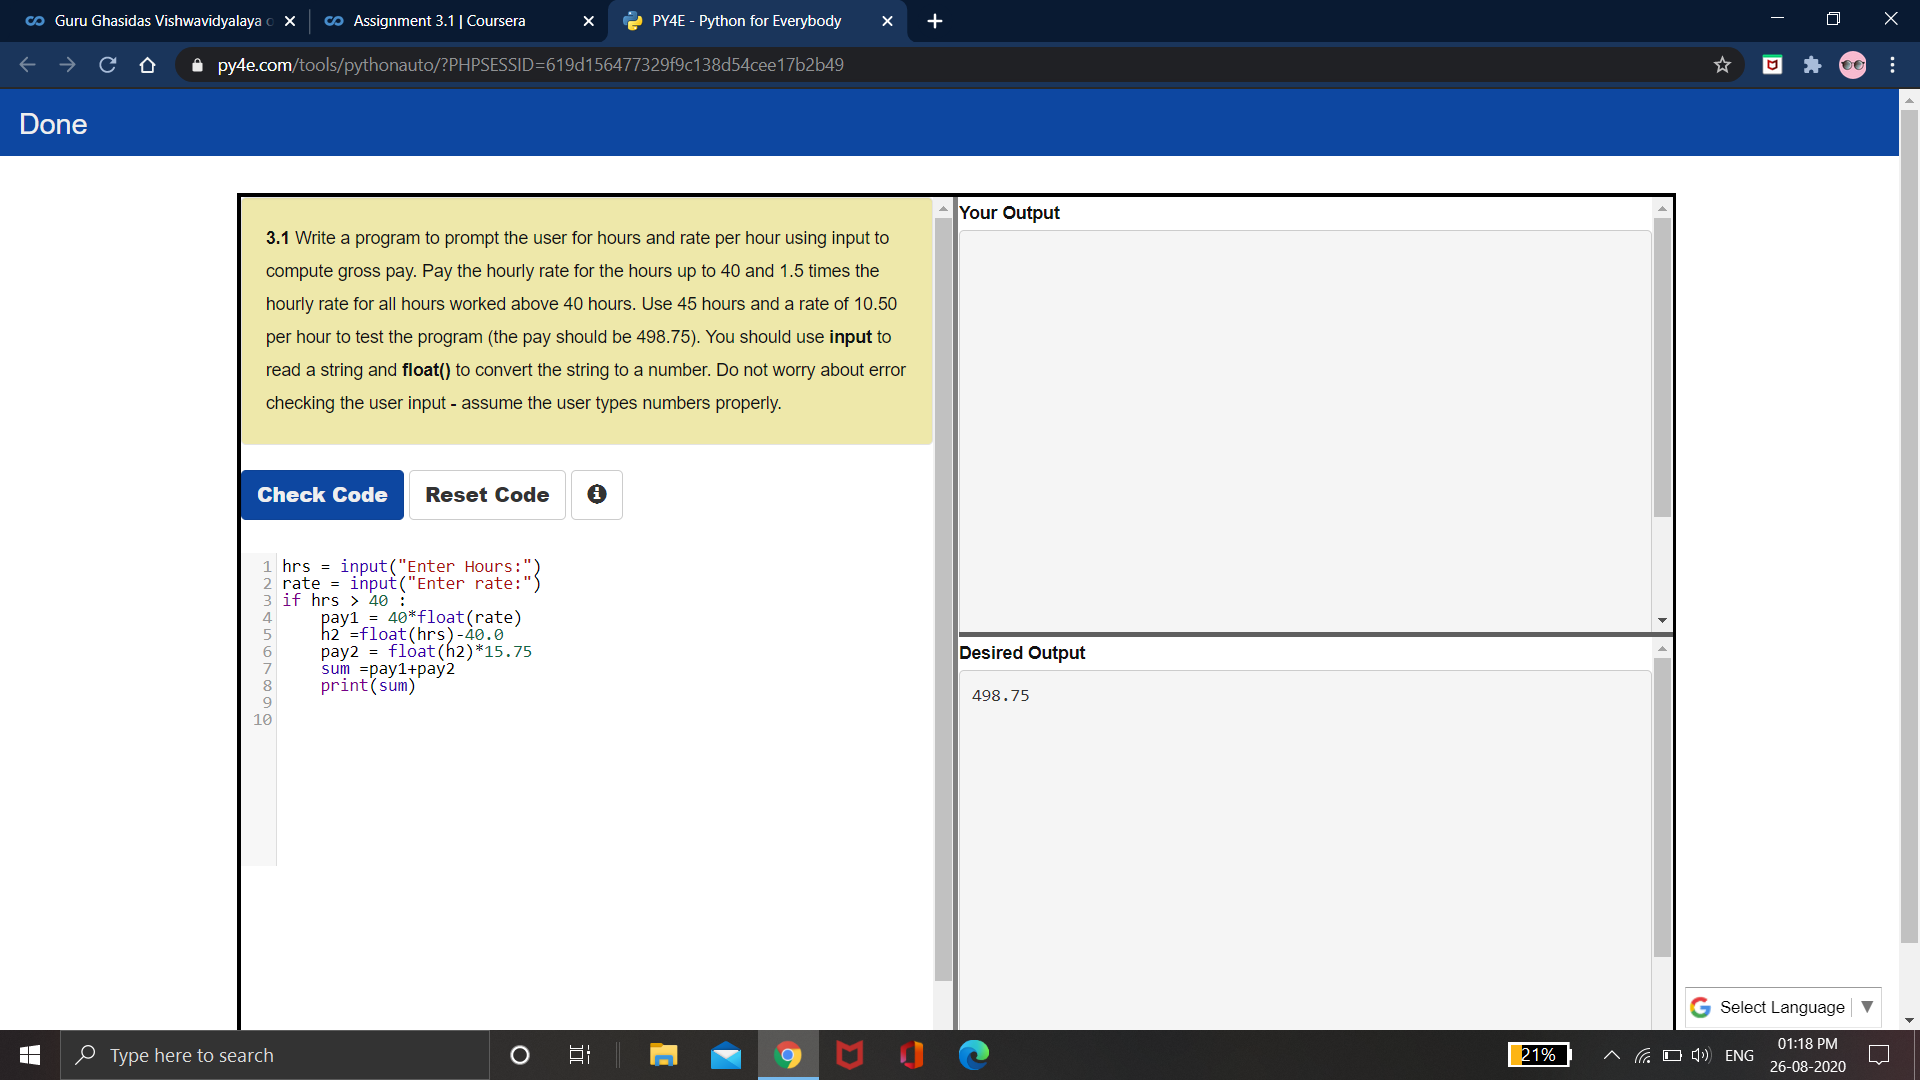 Guru Ghasidas Vishwavidyalaya
Assignment 3.1 | Coursera
PY4E - Python for Everybody
py4e.com/tools/pythonauto/?PHPSESSID=619d156477329f9c138d54cee17b2b49
Done
3.1 Write a program to prompt the user for hours and rate per hour using input to
compute gross pay. Pay the hourly rate for the hours up to 40 and 1.5 times the
hourly rate for all hours worked above 40 hours. Use 45 hours and a rate of 10.50
per hour to test the program (the pay should be 498.75). You should use input to
read a string and float() to convert the string to a number. Do not worry about error
checking the user input - assume the user types numbers properly.
Check Code
Reset Code
1 hrs = input("Enter Hours:")
2 rate = input("Enter rate:")
3 if hrs > 40 :
4     pay1 = 40*float(rate)
5     h2 =float(hrs)-40.0
6     pay2 = float(h2)*15.75
7     sum =pay1+pay2
8     print(sum)
9
10
Your Output
Desired Output
498.75
Select Language
Type here to search
21%
ENG
01:18 PM
26-08-2020